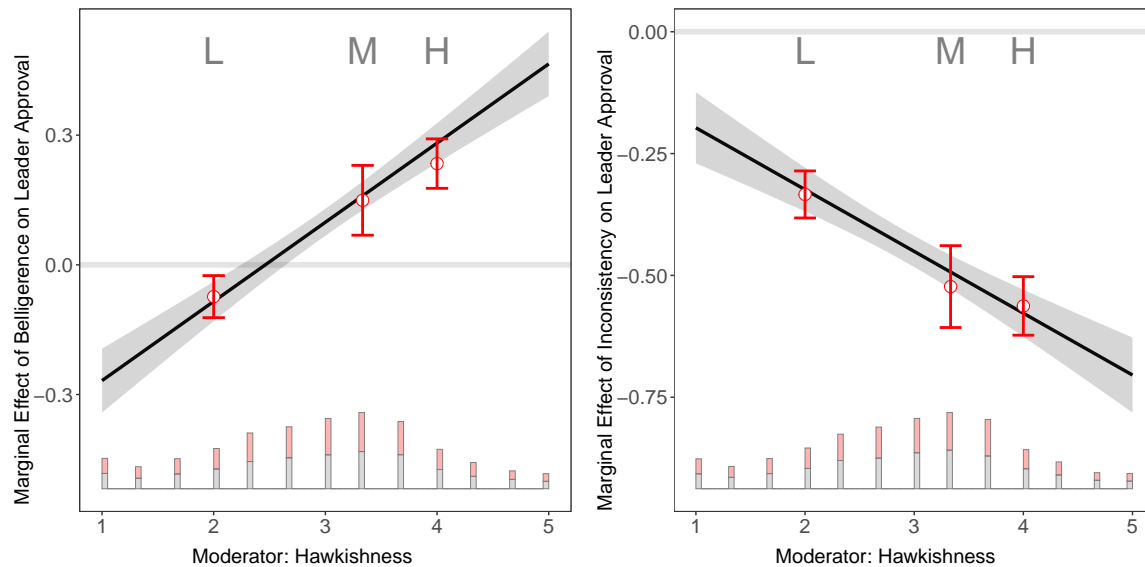 Marginal Effect of Belligerence on Leader Approval
L M H
0.3
0.0
−0.3
1 2 3 4 5
Moderator: Hawkishness
Marginal Effect of Inconsistency on Leader Approval
L M H
−0.00
−0.25
−0.50
−0.75
1 2 3 4 5
Moderator: Hawkishness